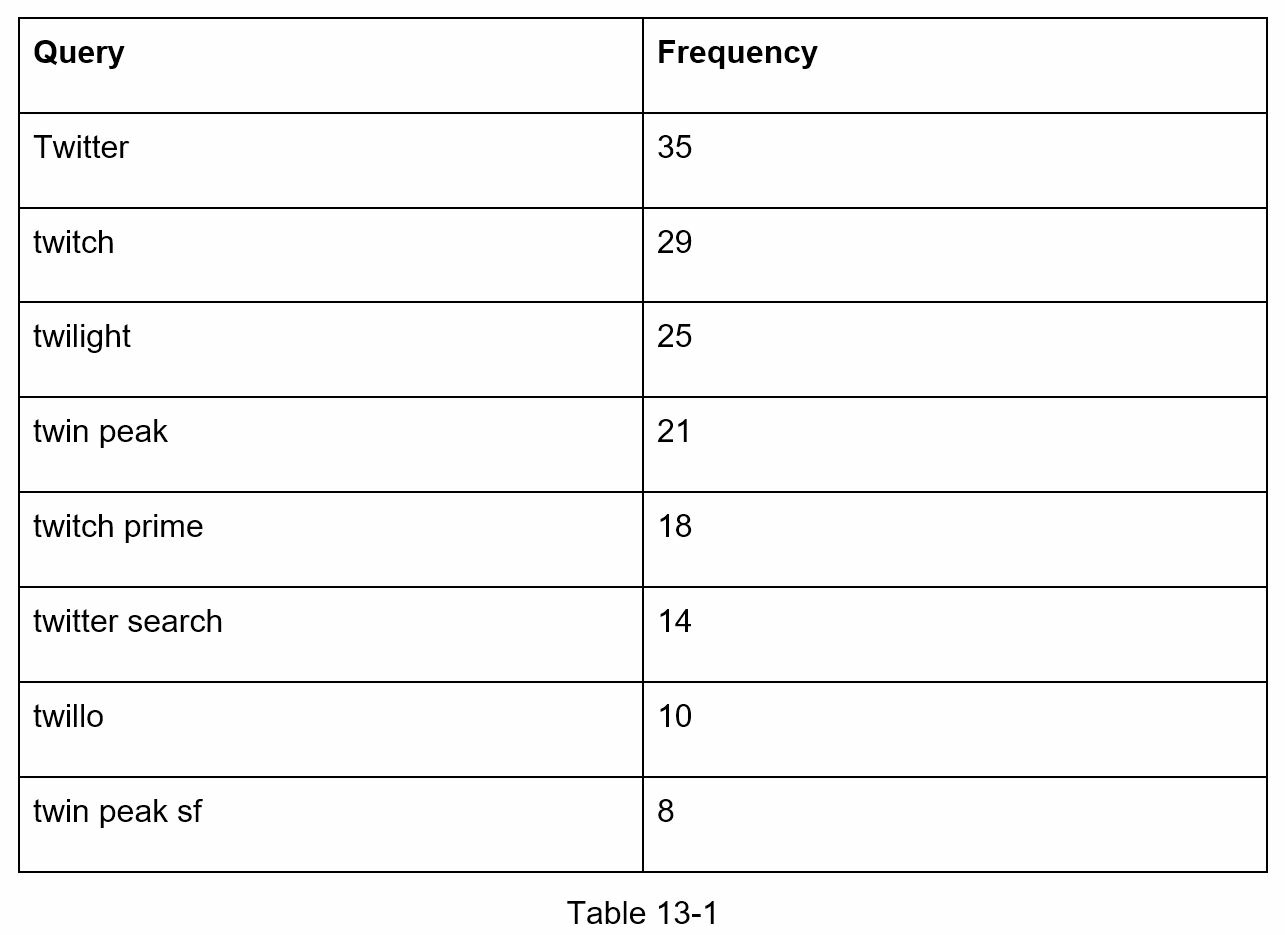 Query Frequency
Twitter 35
twitch 29
twilight 25
twin peak 21
twitch prime 18
twitter search 14
twillo 10
twin peak sf 8
Table 13-1